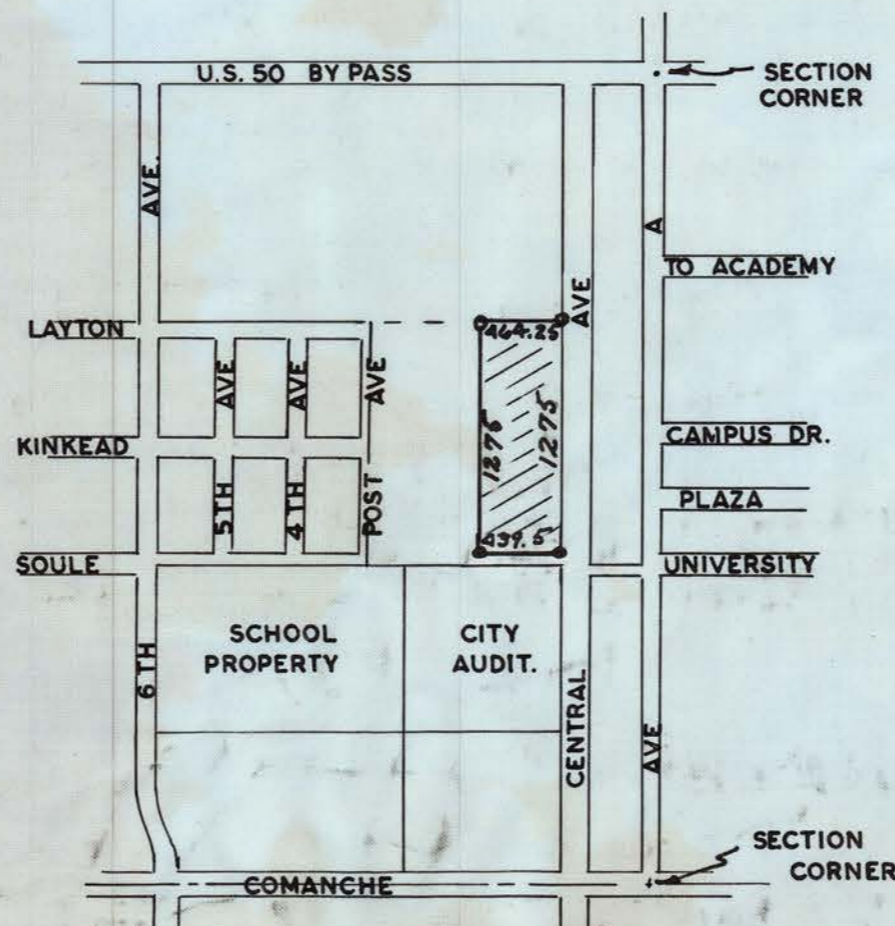 U.S. 50 BY PASS
SECTION
CORNER
AVE.
A
TO ACADEMY
AVE
LAYTON
464.25
AVE
AVE
AVE
1275
1275
KINKEAD
CAMPUS DR.
PLAZA
5TH
4TH
POST
439.5
SOULE
UNIVERSITY
SCHOOL
PROPERTY
CITY
AUDIT.
6TH
CENTRAL
AVE
SECTION
CORNER
COMANCHE